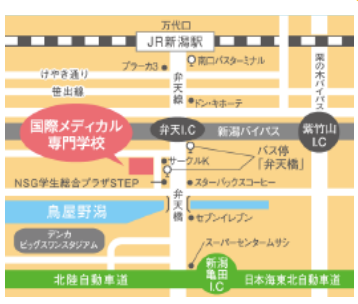 万代口
JR新潟駅
プラーカ3
南口バスターミナル
けやき通り
笹出線
弁天線
ドン・キホーテ
栗の木バイパス
国際メディカル
専門学校
弁天I.C
新潟バイパス
紫竹山
I.C
バス停
「弁天橋」
サークルK
NSG学生総合プラザSTEP
スターバックスコーヒー
弁天橋
鳥屋野潟
セブンイレブン
デンカ
ビッグスワンスタジアム
スーパーセンタームサシ
新潟
亀田
I.C
北陸自動車道
日本海東北自動車道